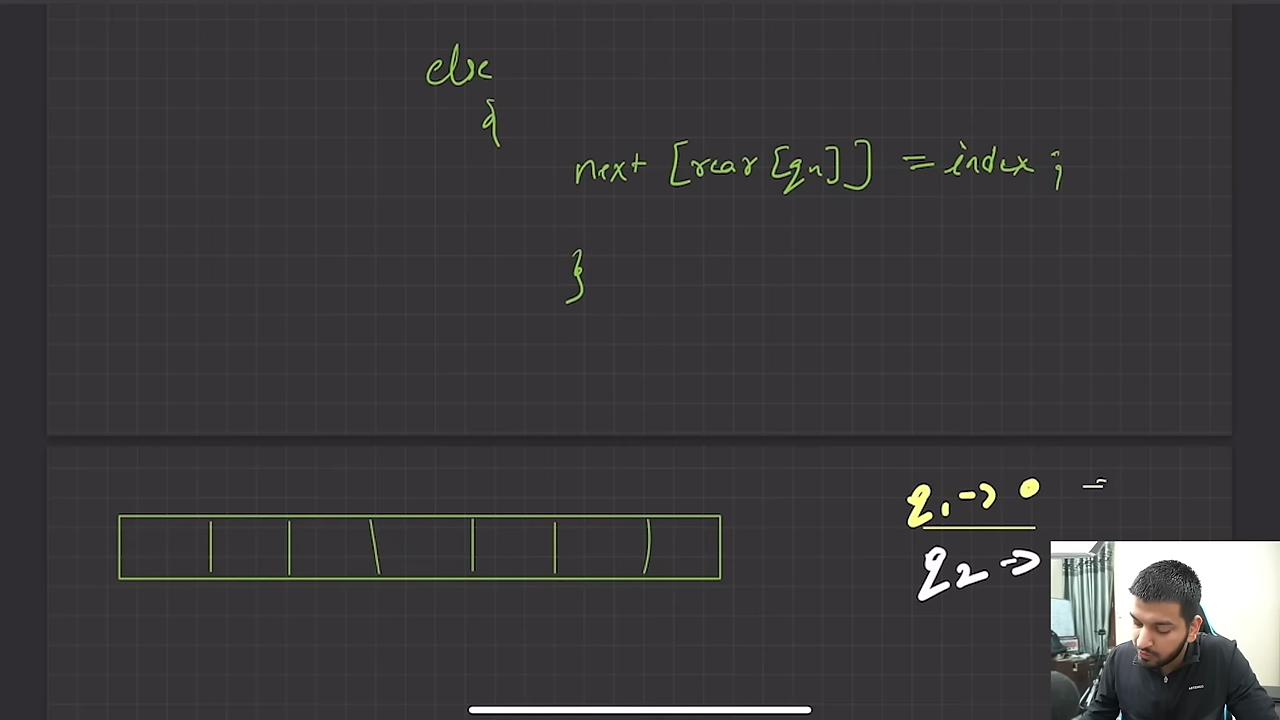 else
{
next [rear [qn]] = index ;
}
q1 -> 0 =
q2 ->